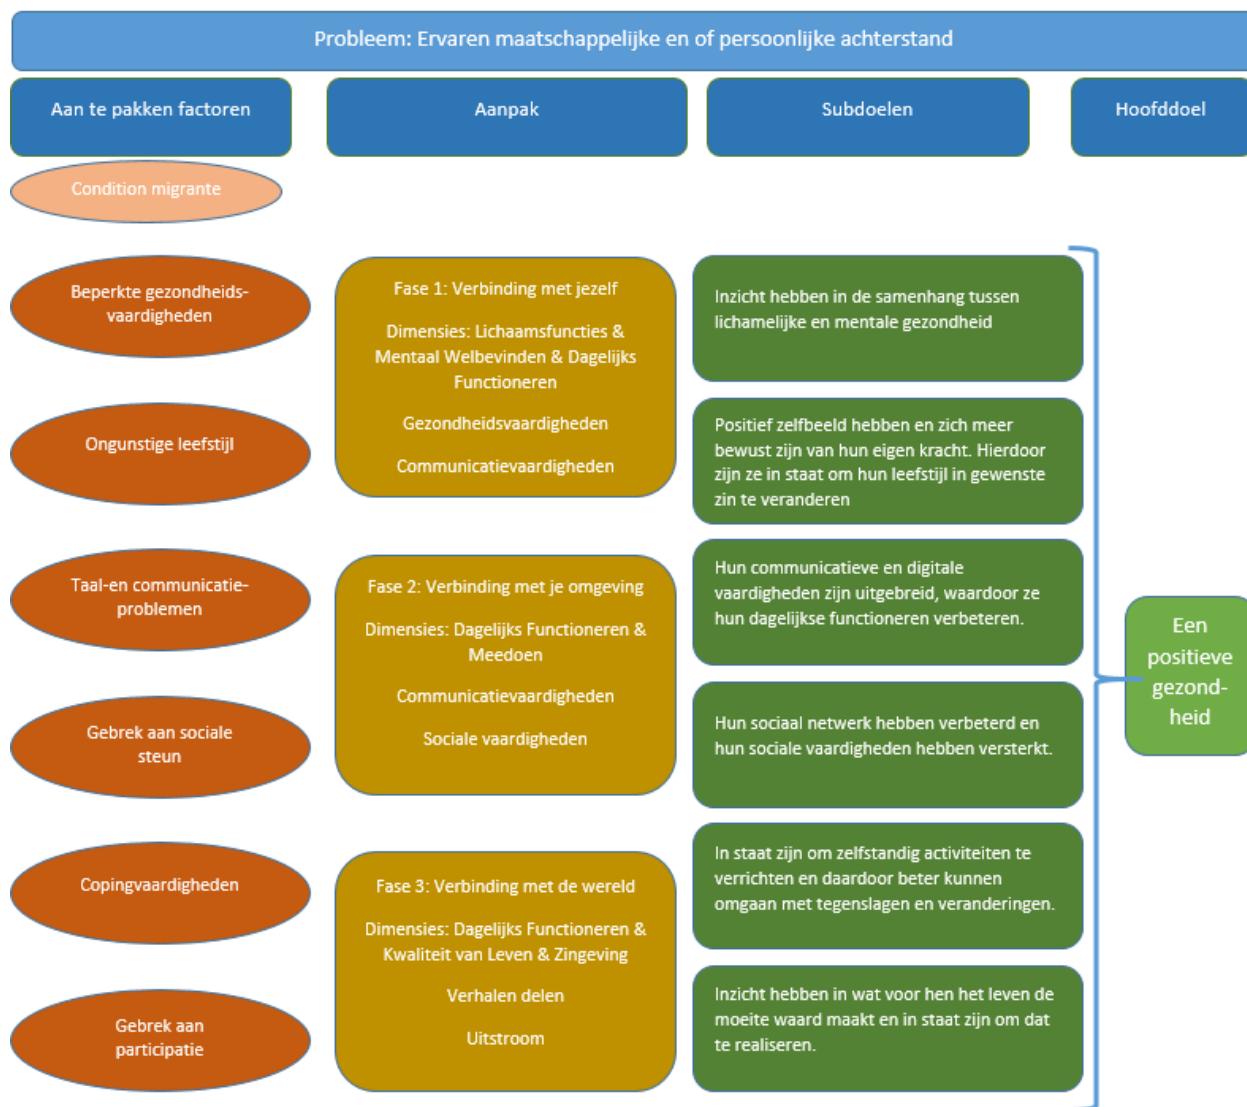 Probleem: Ervaren maatschappelijke en of persoonlijke achterstand
Aan te pakken factoren
Aanpak
Subdoelen
Hoofddoel
Condition migrante
Beperkte gezondheids-
vaardigheden
Ongunstige leefstijl
Taal-en communicatie-
problemen
Gebrek aan sociale
steun
Copingvaardigheden
Gebrek aan
participatie
Fase 1: Verbinding met jezelf
Dimensies: Lichaamsfuncties &
Mentaal Welbevinden & Dagelijks
Functioneren
Gezondheidsvaardigheden
Communicatievaardigheden
Fase 2: Verbinding met je omgeving
Dimensies: Dagelijks Functioneren &
Meedoen
Communicatievaardigheden
Sociale vaardigheden
Fase 3: Verbinding met de wereld
Dimensies: Dagelijks Functioneren &
Kwaliteit van Leven & Zingeving
Verhalen delen
Uitstroom
Inzicht hebben in de samenhang tussen
lichamelijke en mentale gezondheid
Positief zelfbeeld hebben en zich meer
bewust zijn van hun eigen kracht. Hierdoor
zijn ze in staat om hun leefstijl in gewenste
zin te veranderen
Hun communicatieve en digitale
vaardigheden zijn uitgebreid, waardoor ze
hun dagelijkse functioneren verbeteren.
Hun sociaal netwerk hebben verbeterd en
hun sociale vaardigheden hebben versterkt.
In staat zijn om zelfstandig activiteiten te
verrichten en daardoor beter kunnen
omgaan met tegenslagen en veranderingen.
Inzicht hebben in wat voor hen het leven de
moeite waard maakt en in staat zijn om dat
te realiseren.
Een
positieve
gezond-
heid